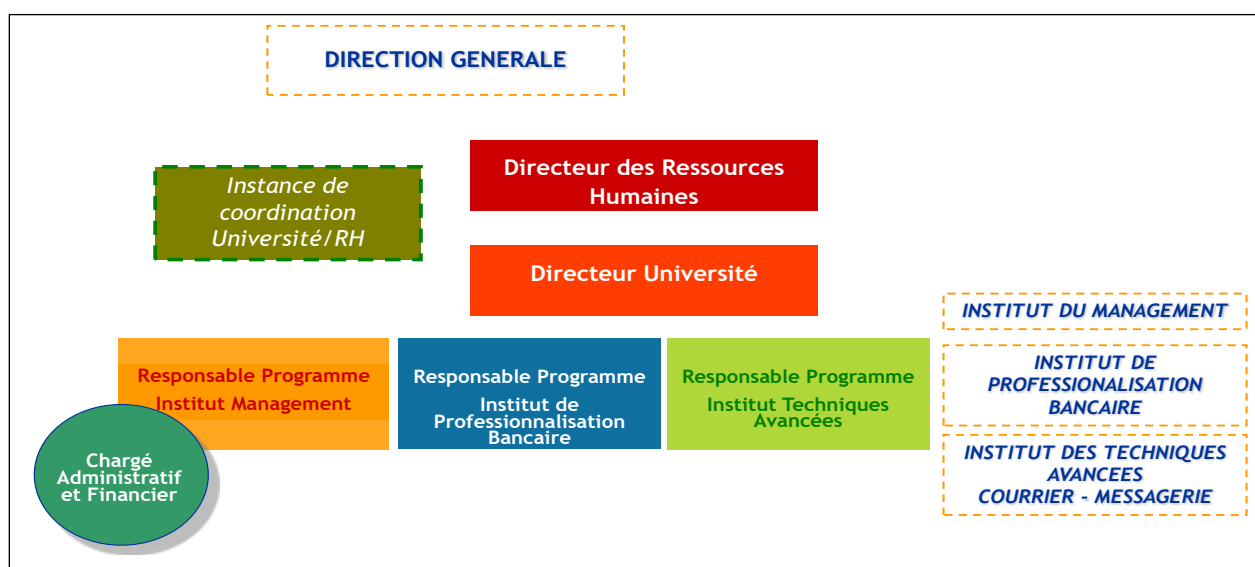 DIRECTION GENERALE
Directeur des Ressources
Humaines
Instance de
coordination
Université/RH
Directeur Université
INSTITUT DU MANAGEMENT
Responsable Programme
Institut Management
Responsable Programme
Institut de
Professionnalisation
Bancaire
Responsable Programme
Institut Techniques
Avancées
INSTITUT DE
PROFESSIONALISATION
BANCAIRE
Chargé
Administratif
et Financier
INSTITUT DES TECHNIQUES
AVANCEES
COURRIER - MESSAGERIE